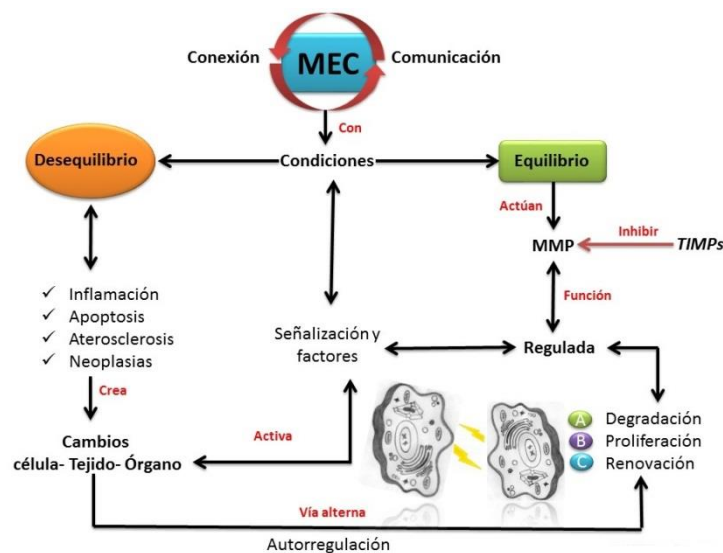 Conexión
MEC
Comunicación
Con
Desequilibrio
Condiciones
Equilibrio
Actúan
MMP
Inhibir
TIMPs
Inflamación
Apoptosis
Aterosclerosis
Neoplasias
Función
Señalización y
factores
Regulada
Crea
Activa
Cambios
célula- Tejido- Órgano
A Degradación
B Proliferación
C Renovación
Vía alterna
Autorregulación